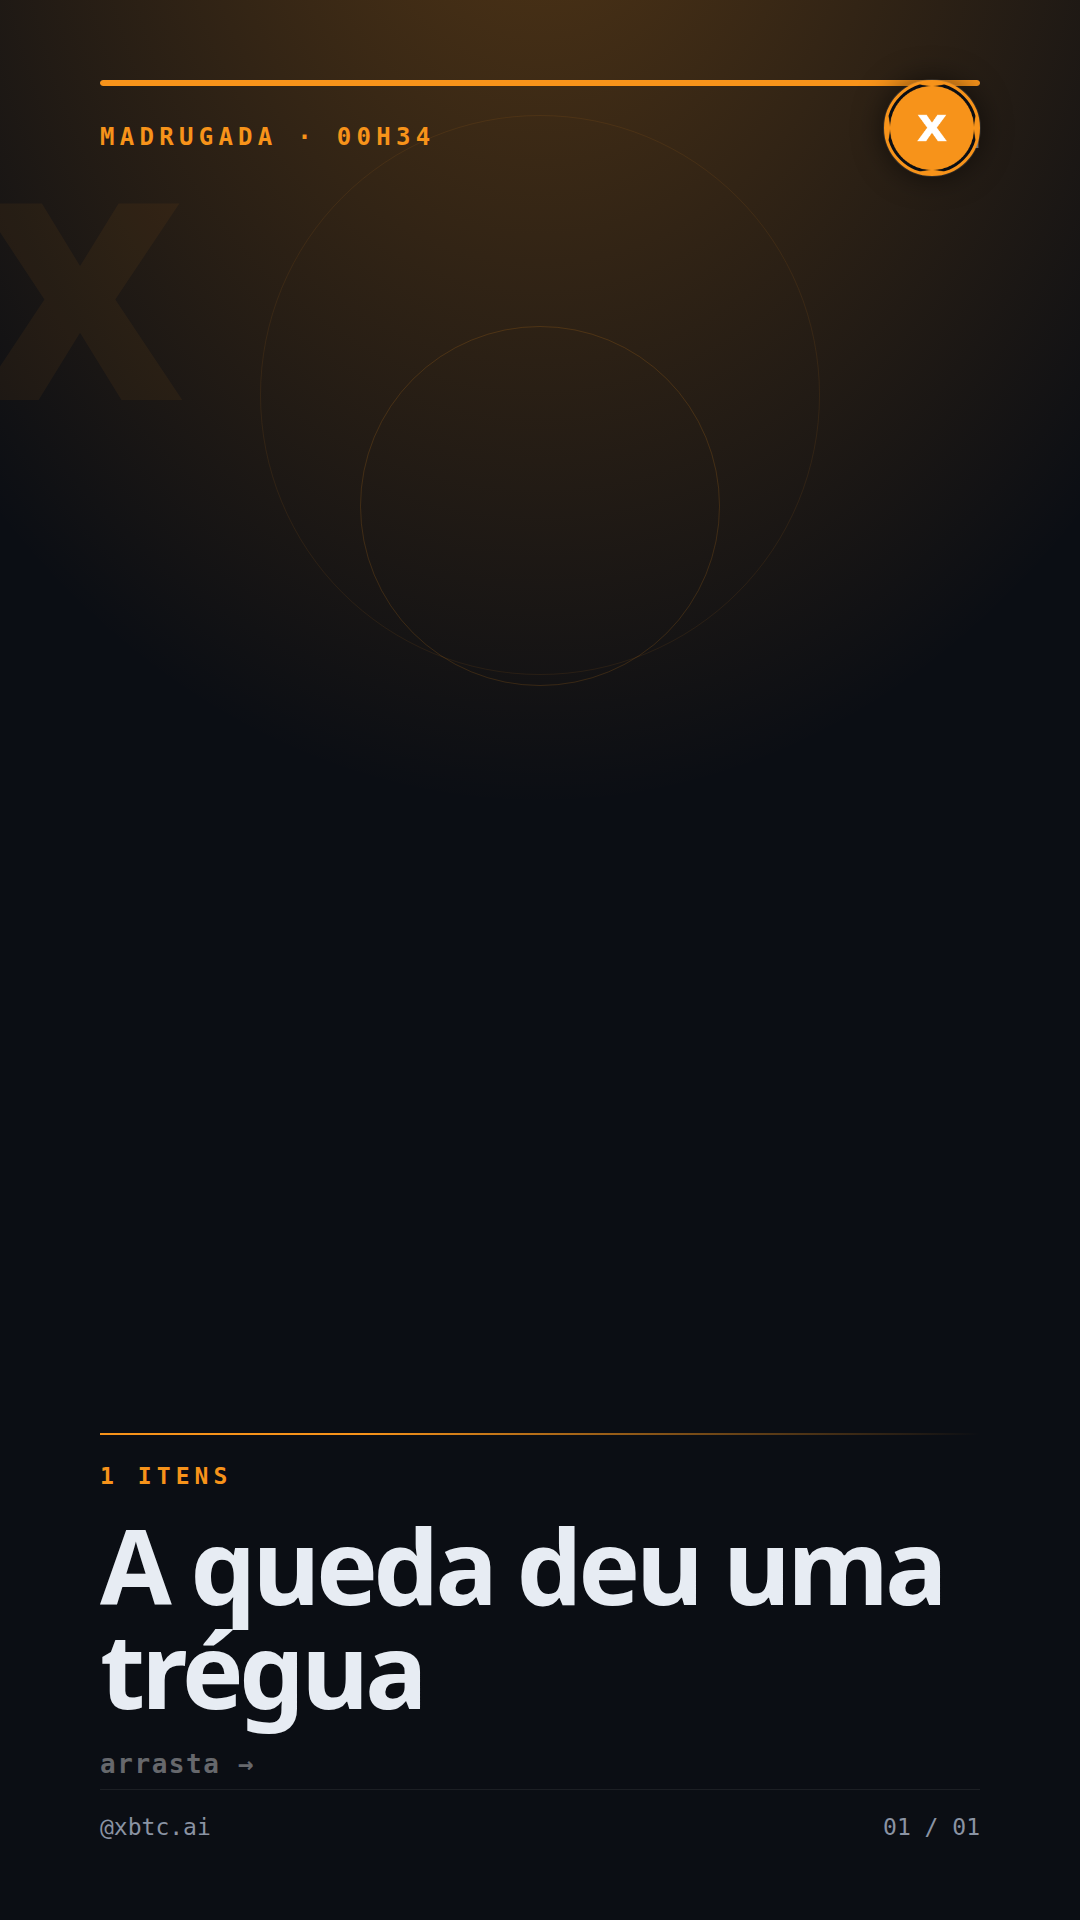 MADRUGADA · 00H34
x
x
1 ITENS
A queda deu uma
trégua
arrasta →
@xbtc.ai
01 / 01